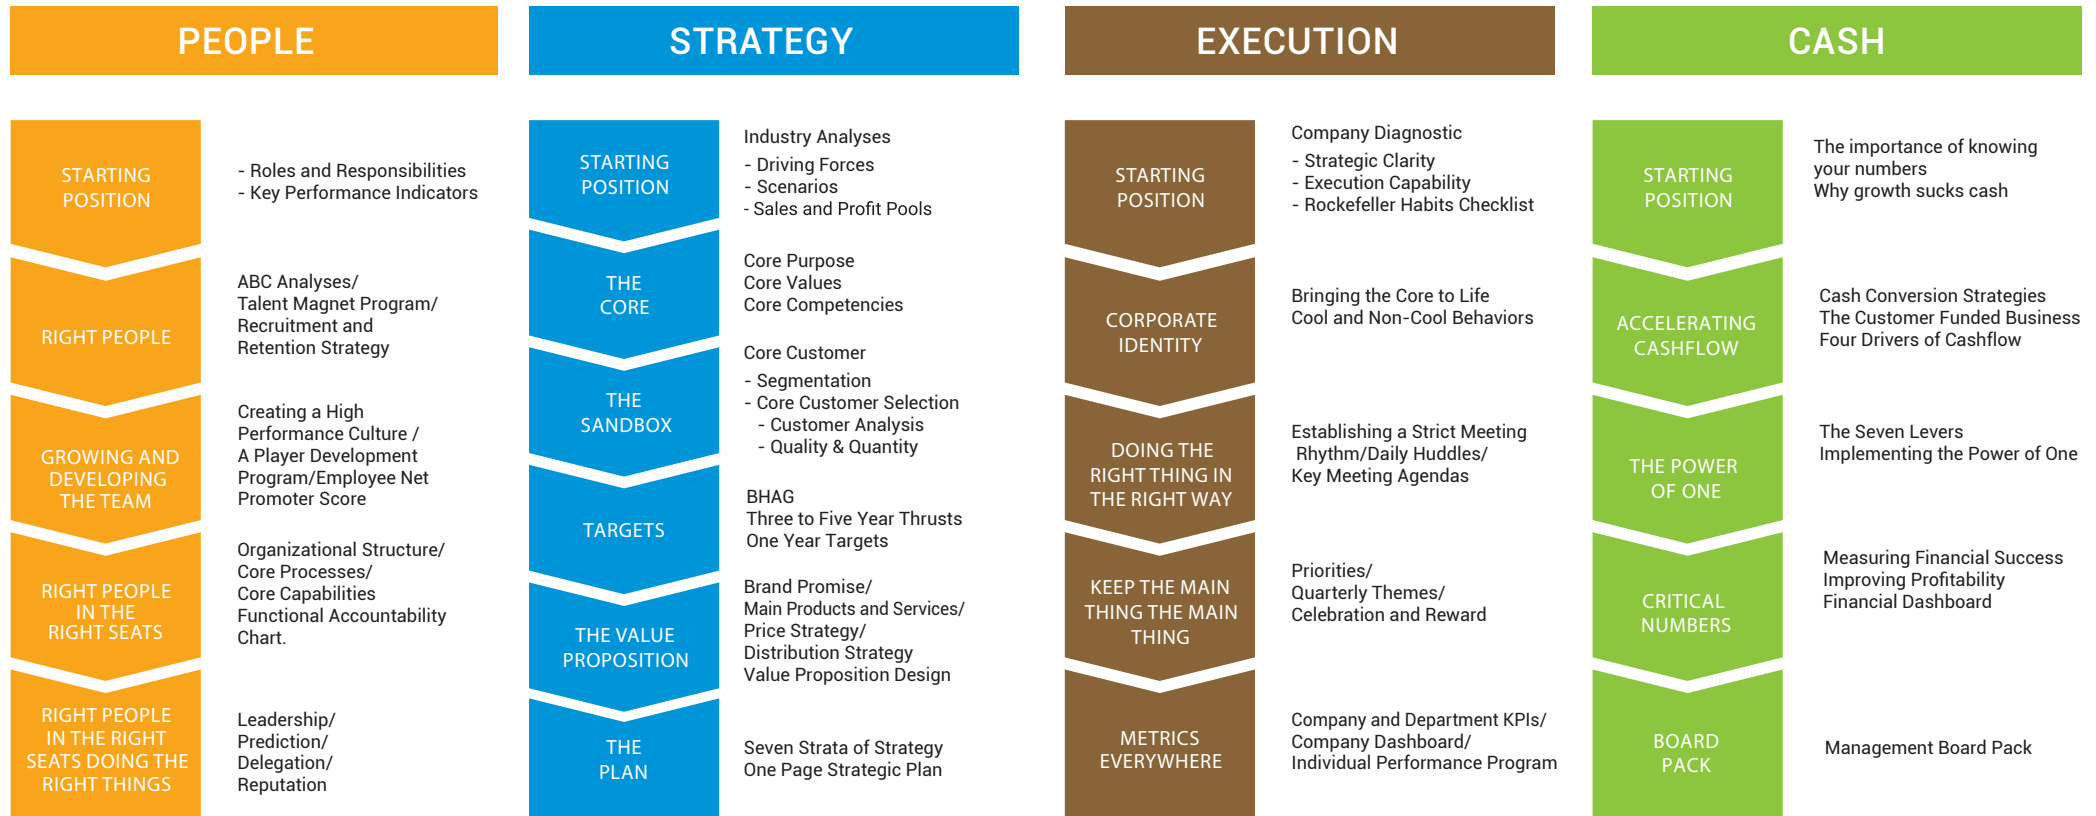 PEOPLE
STARTING
POSITION
- Roles and Responsibilities
- Key Performance Indicators
RIGHT PEOPLE
ABC Analyses/
Talent Magnet Program/
Recruitment and
Retention Strategy
GROWING AND
DEVELOPING
THE TEAM
Creating a High
Performance Culture /
A Player Development
Program/Employee Net
Promoter Score
RIGHT PEOPLE
IN THE
RIGHT SEATS
Organizational Structure/
Core Processes/
Core Capabilities
Functional Accountability
Chart.
RIGHT PEOPLE
IN THE RIGHT
SEATS DOING THE
RIGHT THINGS
Leadership/
Prediction/
Delegation/
Reputation
STRATEGY
STARTING
POSITION
Industry Analyses
- Driving Forces
- Scenarios
- Sales and Profit Pools
THE
CORE
Core Purpose
Core Values
Core Competencies
THE
SANDBOX
Core Customer
- Segmentation
- Core Customer Selection
- Customer Analysis
- Quality & Quantity
TARGETS
BHAG
Three to Five Year Thrusts
One Year Targets
THE VALUE
PROPOSITION
Brand Promise/
Main Products and Services/
Price Strategy/
Distribution Strategy
Value Proposition Design
THE
PLAN
Seven Strata of Strategy
One Page Strategic Plan
EXECUTION
STARTING
POSITION
Company Diagnostic
- Strategic Clarity
- Execution Capability
- Rockefeller Habits Checklist
CORPORATE
IDENTITY
Bringing the Core to Life
Cool and Non-Cool Behaviors
DOING THE
RIGHT THING IN
THE RIGHT WAY
Establishing a Strict Meeting
Rhythm/Daily Huddles/
Key Meeting Agendas
KEEP THE MAIN
THING THE MAIN
THING
Priorities/
Quarterly Themes/
Celebration and Reward
METRICS
EVERYWHERE
Company and Department KPIs/
Company Dashboard/
Individual Performance Program
CASH
STARTING
POSITION
The importance of knowing
your numbers
Why growth sucks cash
ACCELERATING
CASHFLOW
Cash Conversion Strategies
The Customer Funded Business
Four Drivers of Cashflow
THE POWER
OF ONE
The Seven Levers
Implementing the Power of One
CRITICAL
NUMBERS
Measuring Financial Success
Improving Profitability
Financial Dashboard
BOARD
PACK
Management Board Pack